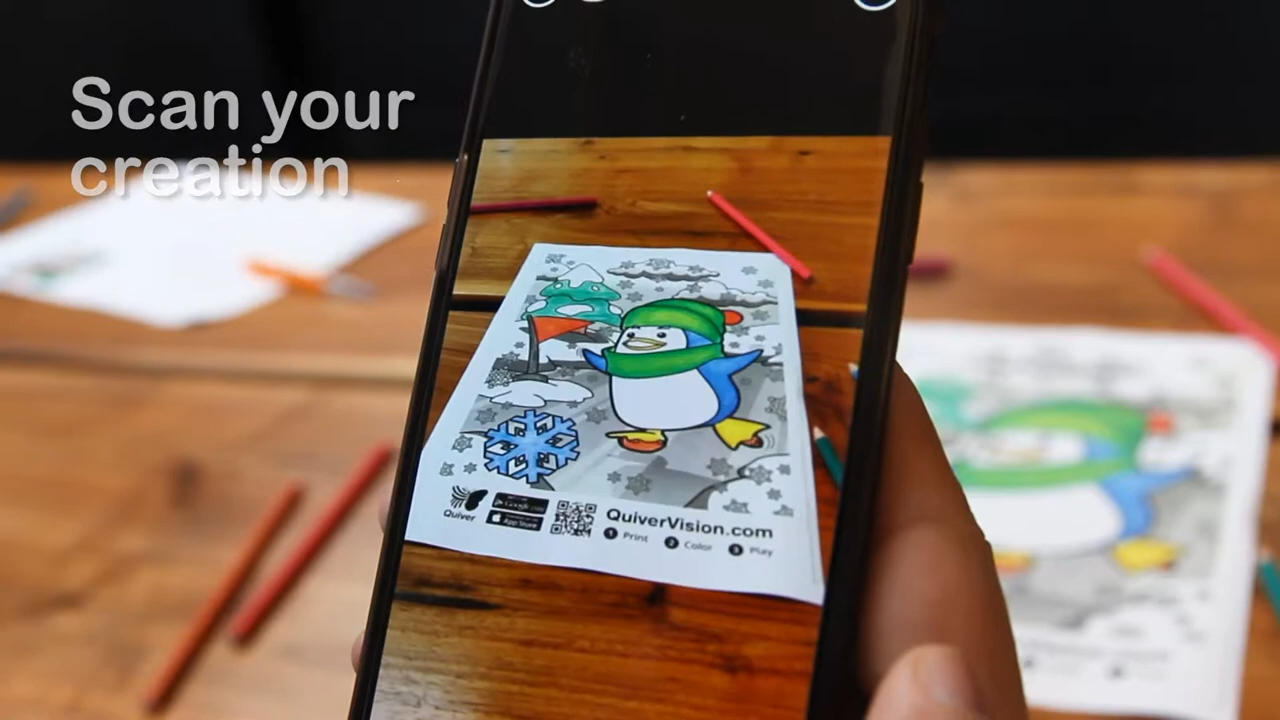 Scan your
creation
Quiver
Google play
App Store
QuiverVision.com
1 Print 2 Color 3 Play